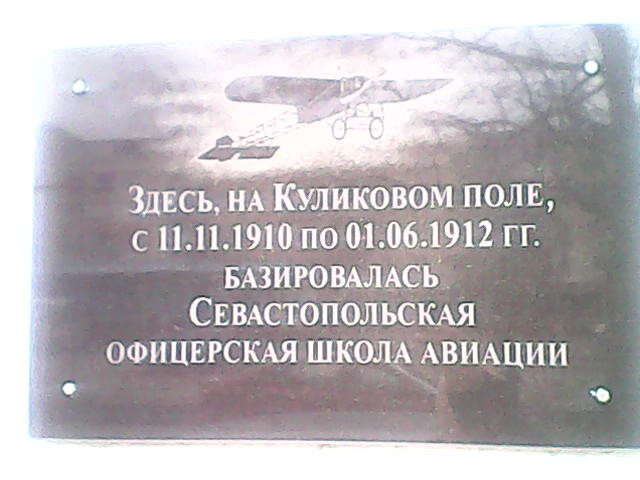 Здесь, на Куликовом поле,
с 11.11.1910 по 01.06.1912 гг.
базировалась
Севастопольская
офицерская школа авиации